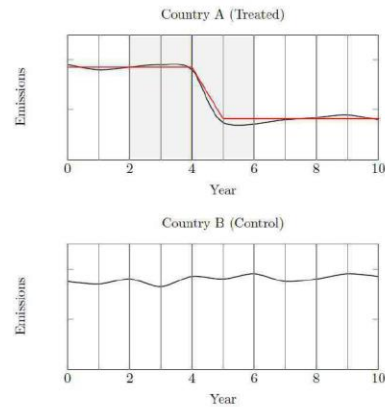 Country A (Treated)
Emissions
0 2 4 6 8 10
Year
Country B (Control)
Emissions
0 2 4 6 8 10
Year